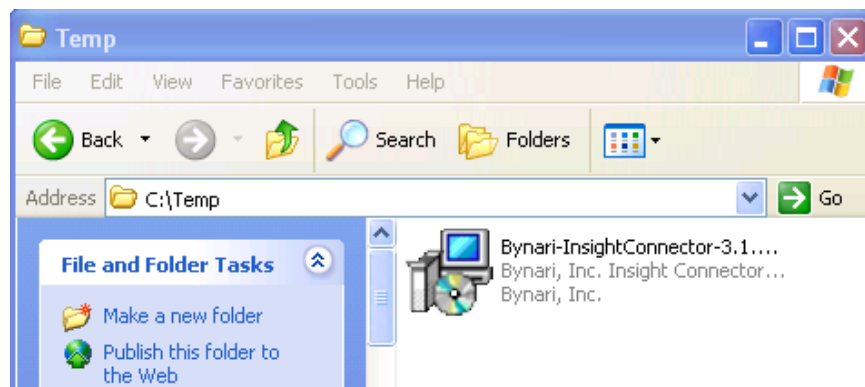 Temp
File Edit View Favorites Tools Help
Back Search Folders
Address C:\Temp Go
File and Folder Tasks
Make a new folder
Publish this folder to
the Web
Bynari-InsightConnector-3.1....
Bynari, Inc. Insight Connector...
Bynari, Inc.